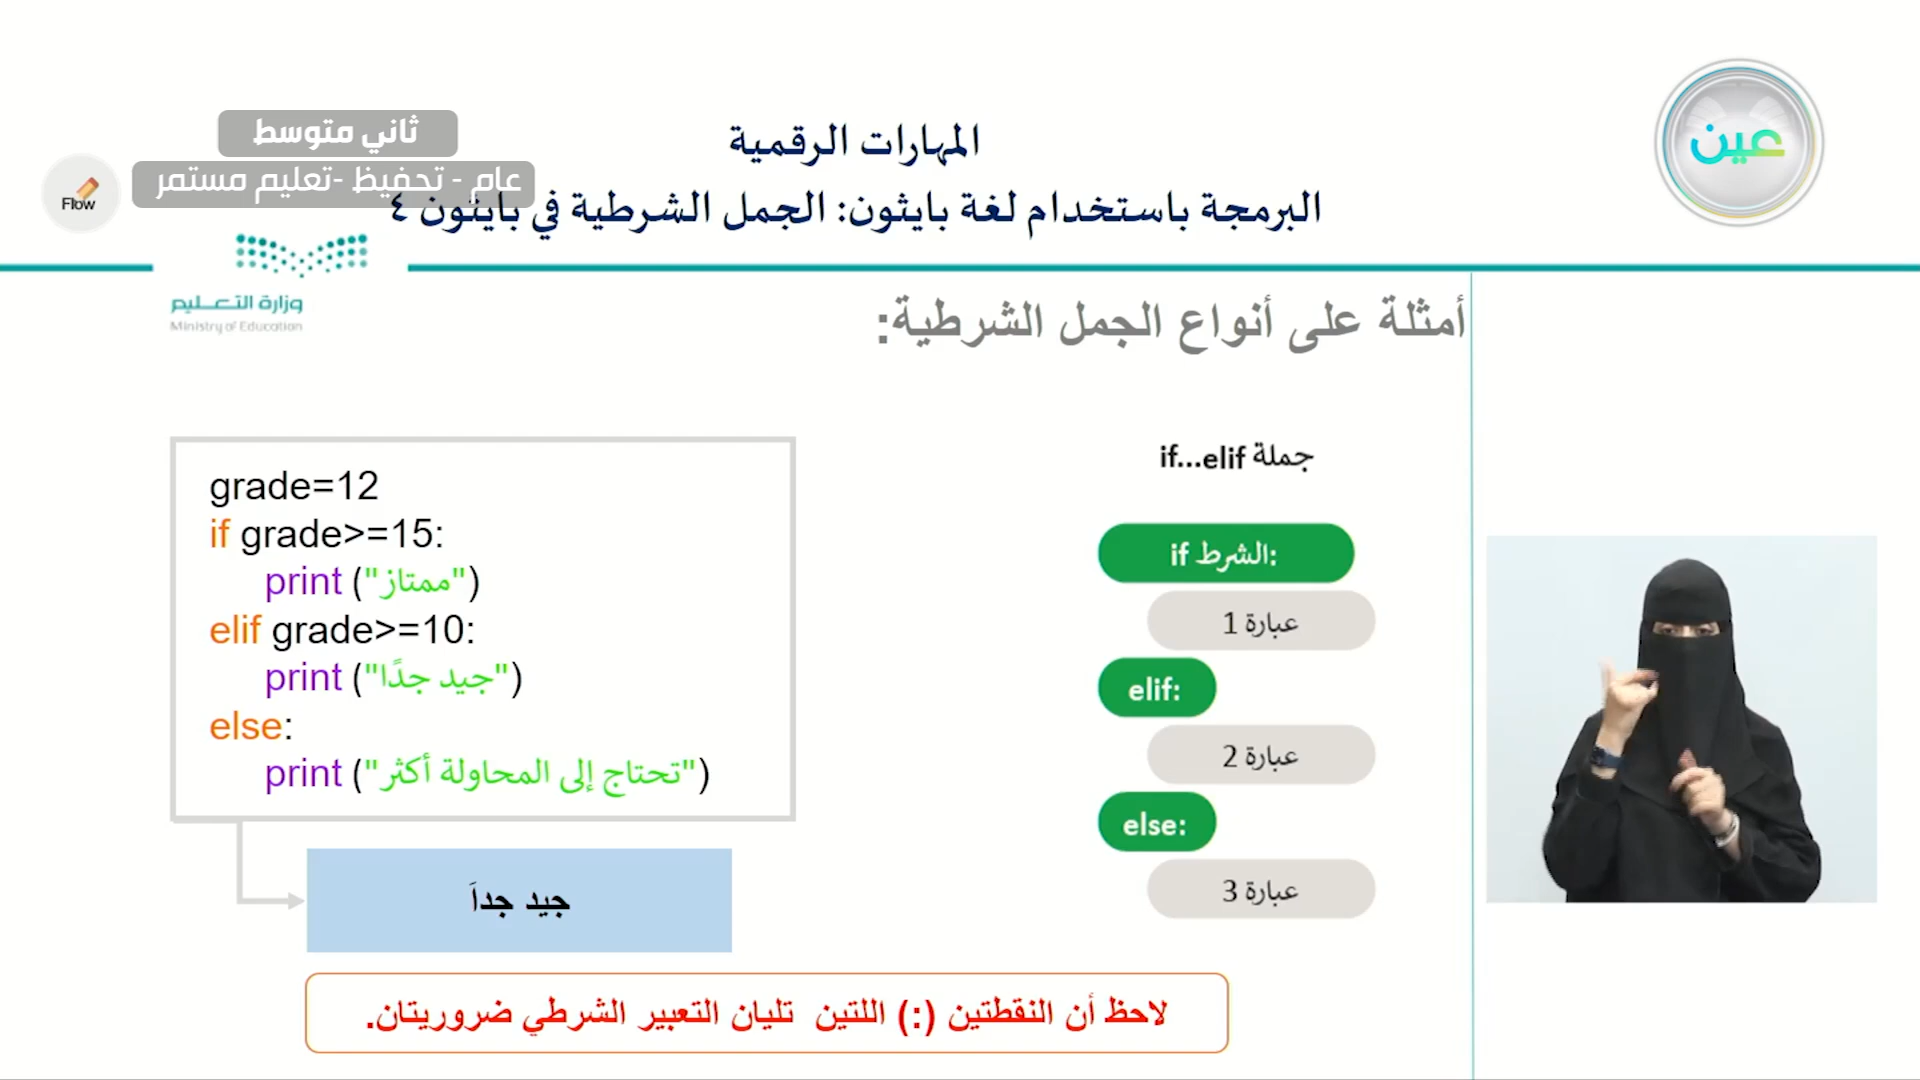 عين
ثاني متوسط
عام - تحفيظ -تعليم مستمر
Flow
المهارات الرقمية
البرمجة باستخدام لغة بايثون: الجمل الشرطية في بايثون ٤
وزارة التعليم
Ministry of Education
أمثلة على أنواع الجمل الشرطية:
جملة if...elif
if الشرط:
عبارة 1
elif:
عبارة 2
else:
عبارة 3
grade=12
if grade>=15:
print ("ممتاز")
elif grade>=10:
print ("جيد جدًا")
else:
print ("تحتاج إلى المحاولة أكثر")
جيد جداَ
لاحظ أن النقطتين (:) اللتين تليان التعبير الشرطي ضروريتان.